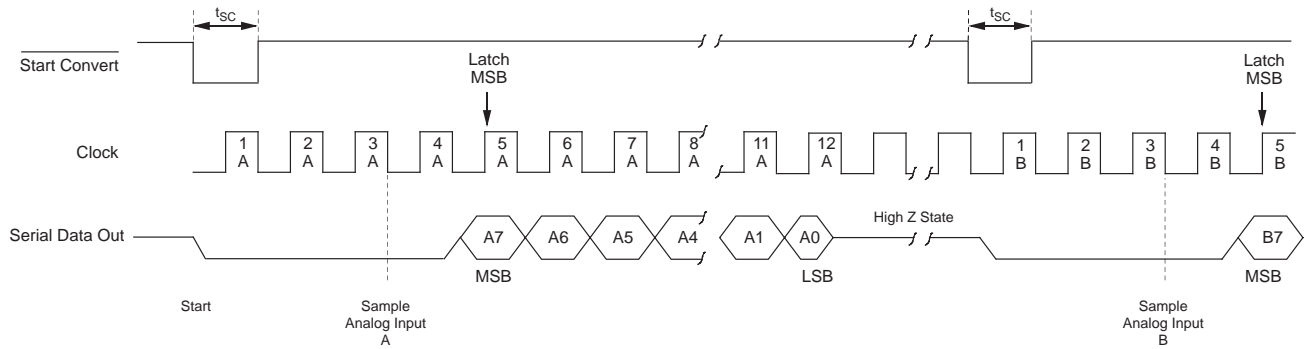 tSC
tSC
Start Convert
Latch
MSB
Latch
MSB
Clock
1
A
2
A
3
A
4
A
5
A
6
A
7
A
8
A
11
A
12
A
1
B
2
B
3
B
4
B
5
B
Serial Data Out
A7
A6
A5
A4
A1
A0
High Z State
B7
MSB
LSB
MSB
Start
Sample
Analog Input
A
Sample
Analog Input
B